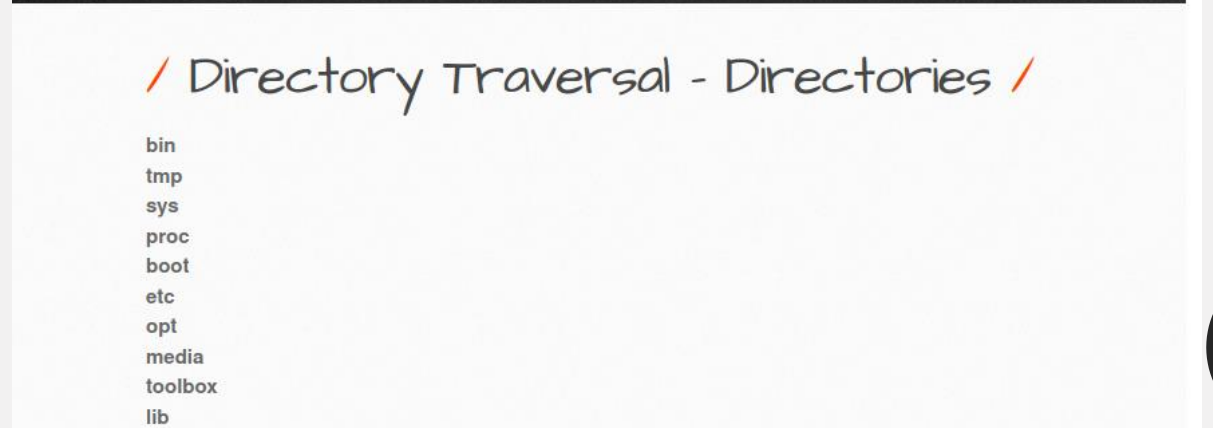 / Directory Traversal - Directories /
bin
tmp
sys
proc
boot
etc
opt
media
toolbox
lib